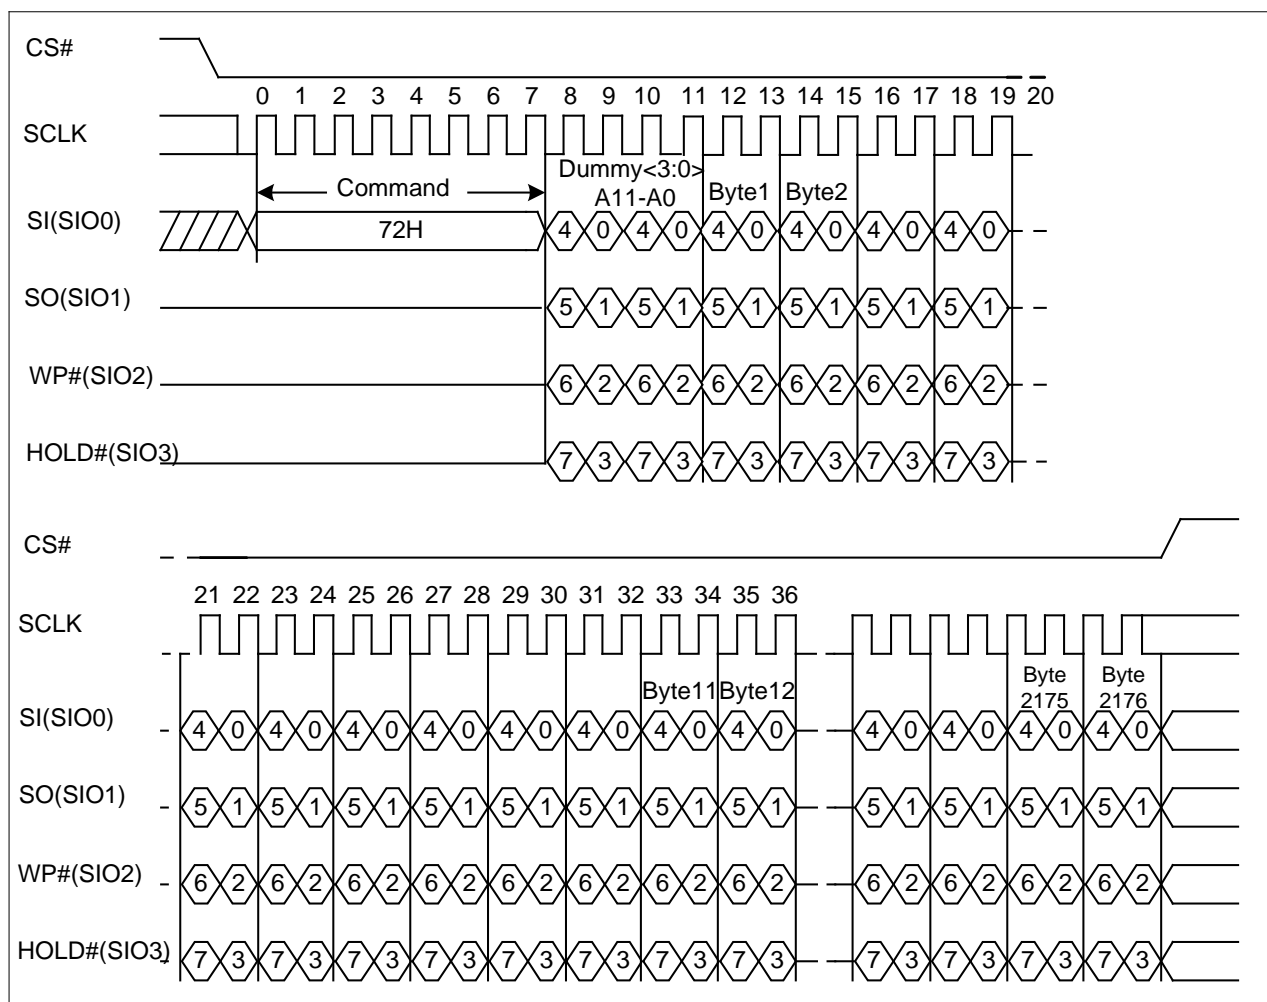 CS#
0 1 2 3 4 5 6 7 8 9 10 11 12 13 14 15 16 17 18 19 20
SCLK
Command
Dummy<3:0>
A11-A0
Byte1 Byte2
SI(SIO0)
72H
4 0 4 0 4 0 4 0 4 0 4 0
SO(SIO1)
5 1 5 1 5 1 5 1 5 1 5 1
WP#(SIO2)
6 2 6 2 6 2 6 2 6 2 6 2
HOLD#(SIO3)
7 3 7 3 7 3 7 3 7 3 7 3
CS#
21 22 23 24 25 26 27 28 29 30 31 32 33 34 35 36
SCLK
Byte11 Byte12
Byte
2175
Byte
2176
SI(SIO0)
4 0 4 0 4 0 4 0 4 0 4 0 4 0 4 0 4 0 4 0 4 0 4 0
SO(SIO1)
5 1 5 1 5 1 5 1 5 1 5 1 5 1 5 1 5 1 5 1 5 1 5 1
WP#(SIO2)
6 2 6 2 6 2 6 2 6 2 6 2 6 2 6 2 6 2 6 2 6 2 6 2
HOLD#(SIO3)
7 3 7 3 7 3 7 3 7 3 7 3 7 3 7 3 7 3 7 3 7 3 7 3